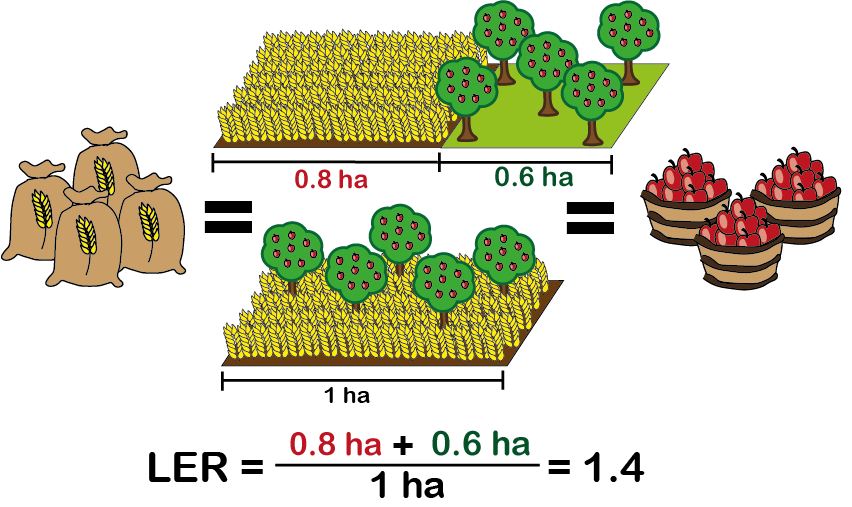 0.8 ha
0.6 ha
=
=
1 ha
LER = 0.8 ha + 0.6 ha / 1 ha = 1.4